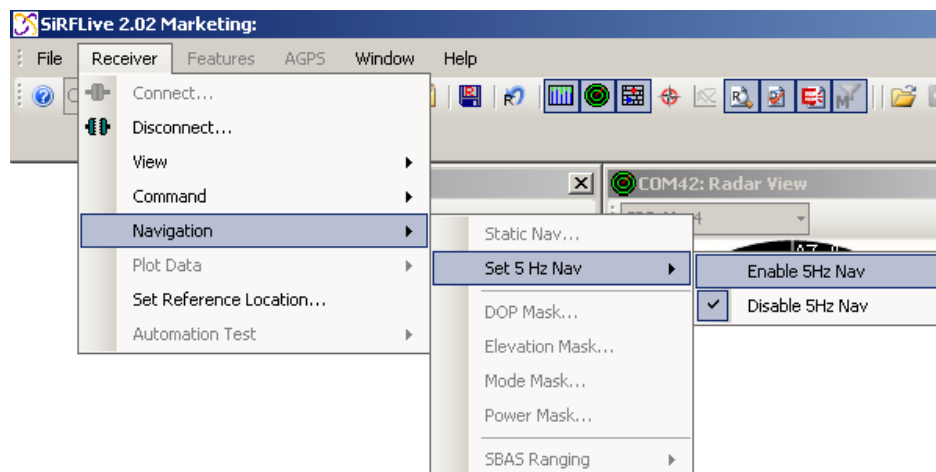 SiRFLive 2.02 Marketing:
File Receiver Features AGPS Window Help
Connect...
Disconnect...
View
Command
Navigation
Plot Data
Set Reference Location...
Automation Test
COM42: Radar View
Static Nav...
Set 5 Hz Nav
DOP Mask...
Elevation Mask...
Mode Mask...
Power Mask...
SBAS Ranging
Enable 5Hz Nav
Disable 5Hz Nav